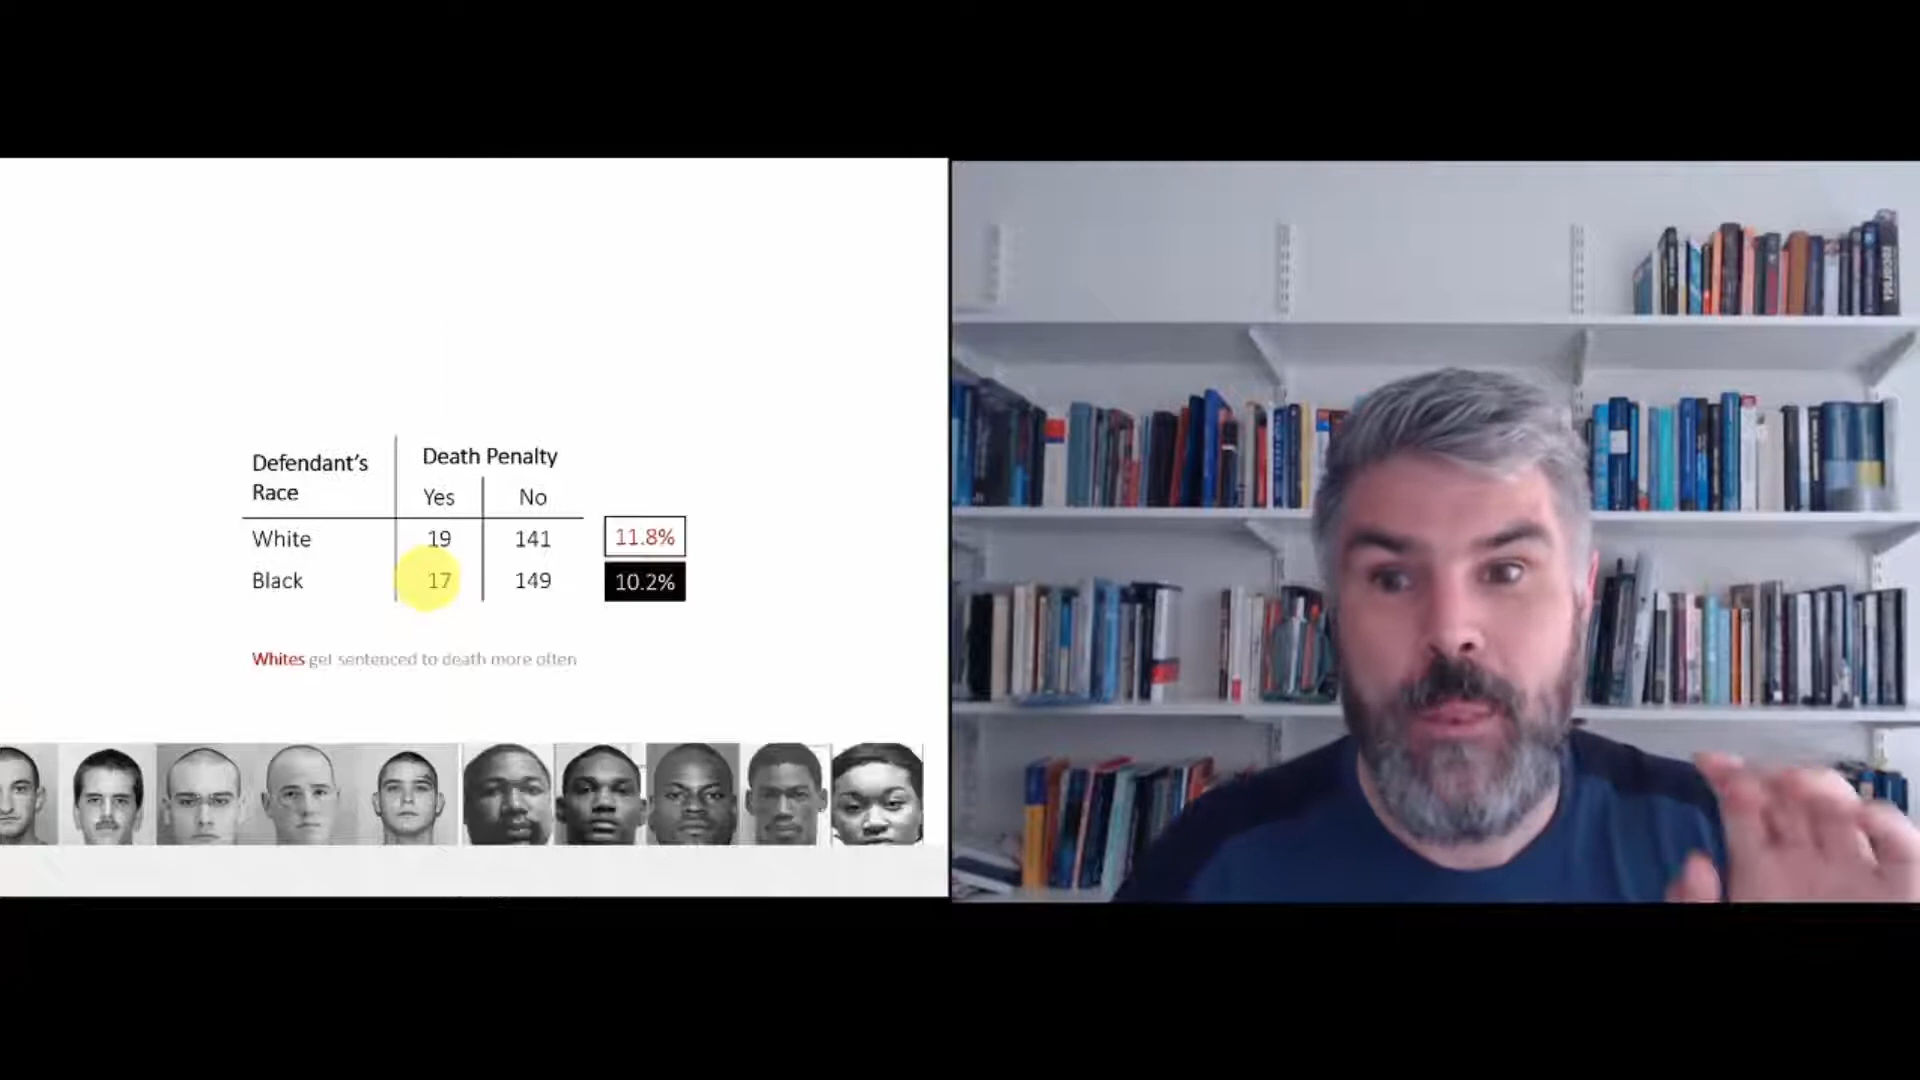 Defendant's
Race
Death Penalty
Yes No
White 19 141 11.8%
Black 17 149 10.2%
Whites get sentenced to death more often